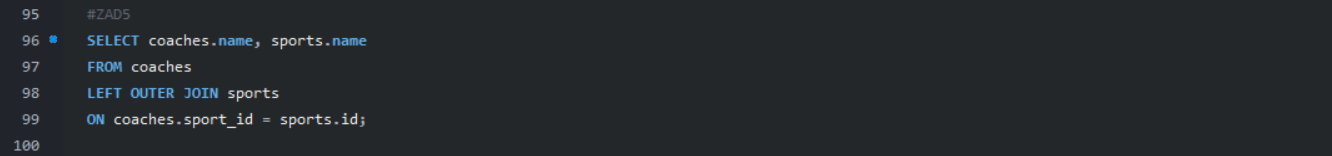 95 #ZAD5
96 SELECT coaches.name, sports.name
97 FROM coaches
98 LEFT OUTER JOIN sports
99 ON coaches.sport_id = sports.id;
100